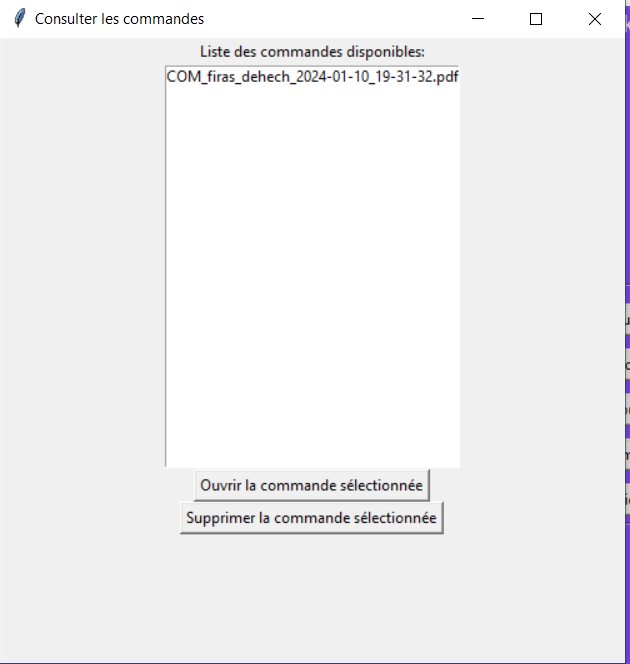 Consulter les commandes
Liste des commandes disponibles:
COM_firas_dehech_2024-01-10_19-31-32.pdf
Ouvrir la commande sélectionnée
Supprimer la commande sélectionnée